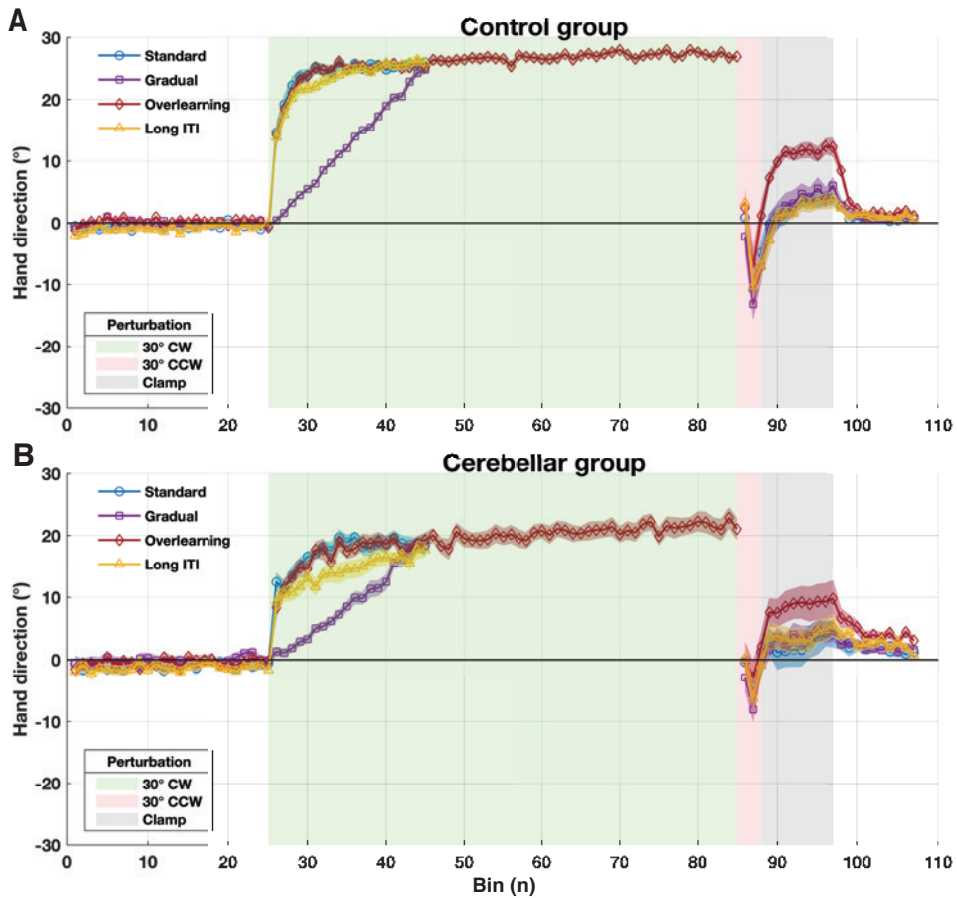 A
Control group
30
20
10
0
-10
-20
-30
Hand direction (°)
Standard
Gradual
Overlearning
Long ITI
Perturbation
30° CW
30° CCW
Clamp
0 10 20 30 40 50 60 70 80 90 100 110
B
Cerebellar group
30
20
10
0
-10
-20
-30
Hand direction (°)
Standard
Gradual
Overlearning
Long ITI
Perturbation
30° CW
30° CCW
Clamp
0 10 20 30 40 50 60 70 80 90 100 110
Bin (n)